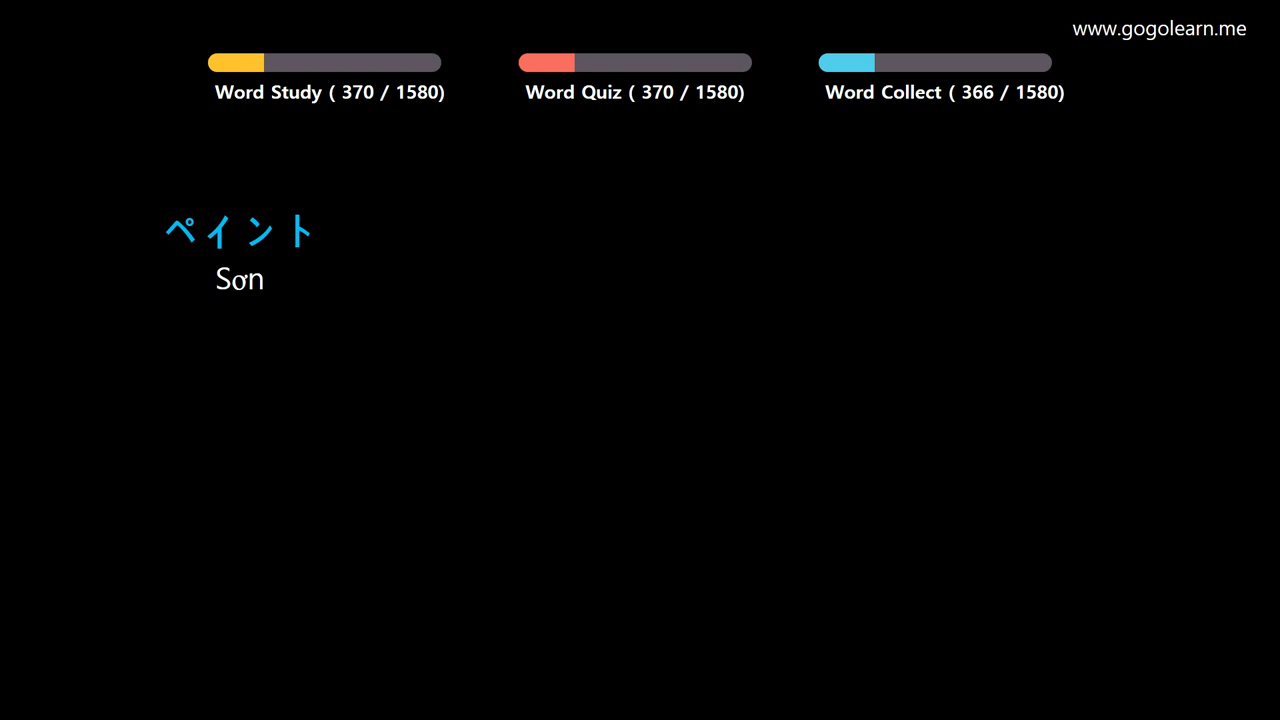 www.gogolearn.me
Word Study ( 370 / 1580)
Word Quiz ( 370 / 1580)
Word Collect ( 366 / 1580)
ペイント
Sơn